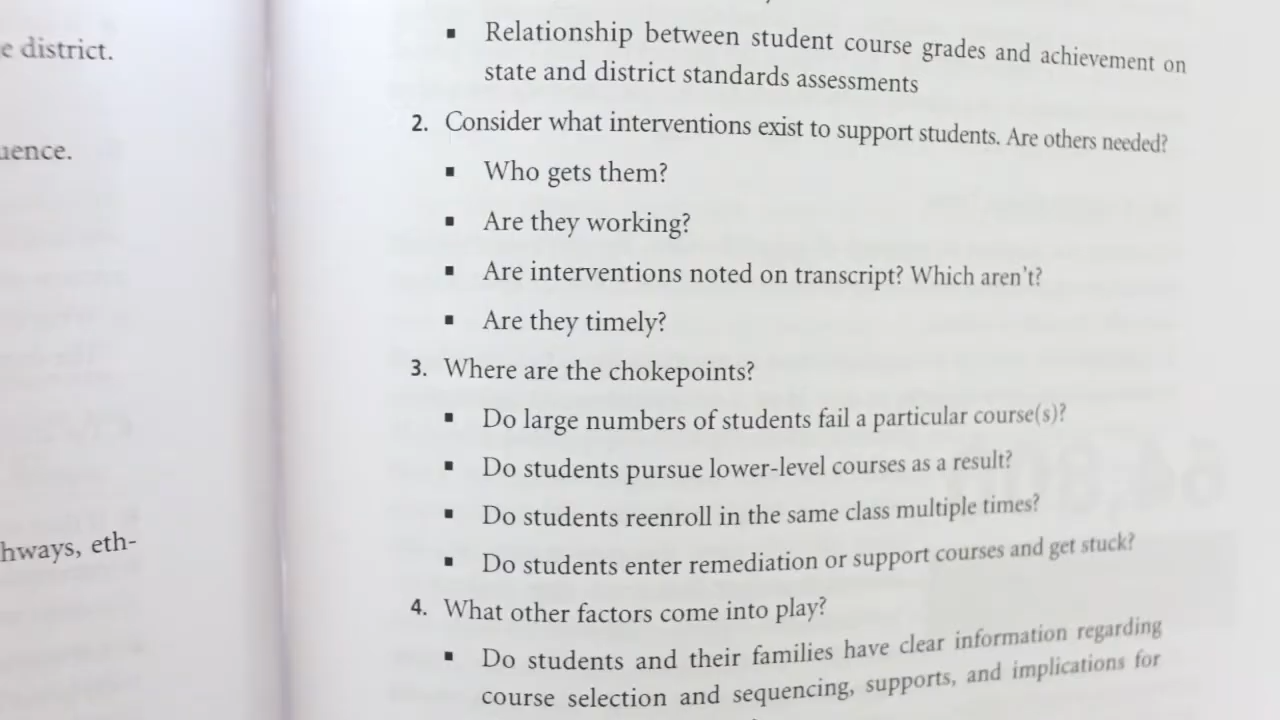 e district.
uence.
hways, eth-
▪ Relationship between student course grades and achievement on
state and district standards assessments
2. Consider what interventions exist to support students. Are others needed?
▪ Who gets them?
▪ Are they working?
▪ Are interventions noted on transcript? Which aren't?
▪ Are they timely?
3. Where are the chokepoints?
▪ Do large numbers of students fail a particular course(s)?
▪ Do students pursue lower-level courses as a result?
▪ Do students reenroll in the same class multiple times?
▪ Do students enter remediation or support courses and get stuck?
4. What other factors come into play?
▪ Do students and their families have clear information regarding
course selection and sequencing, supports, and implications for